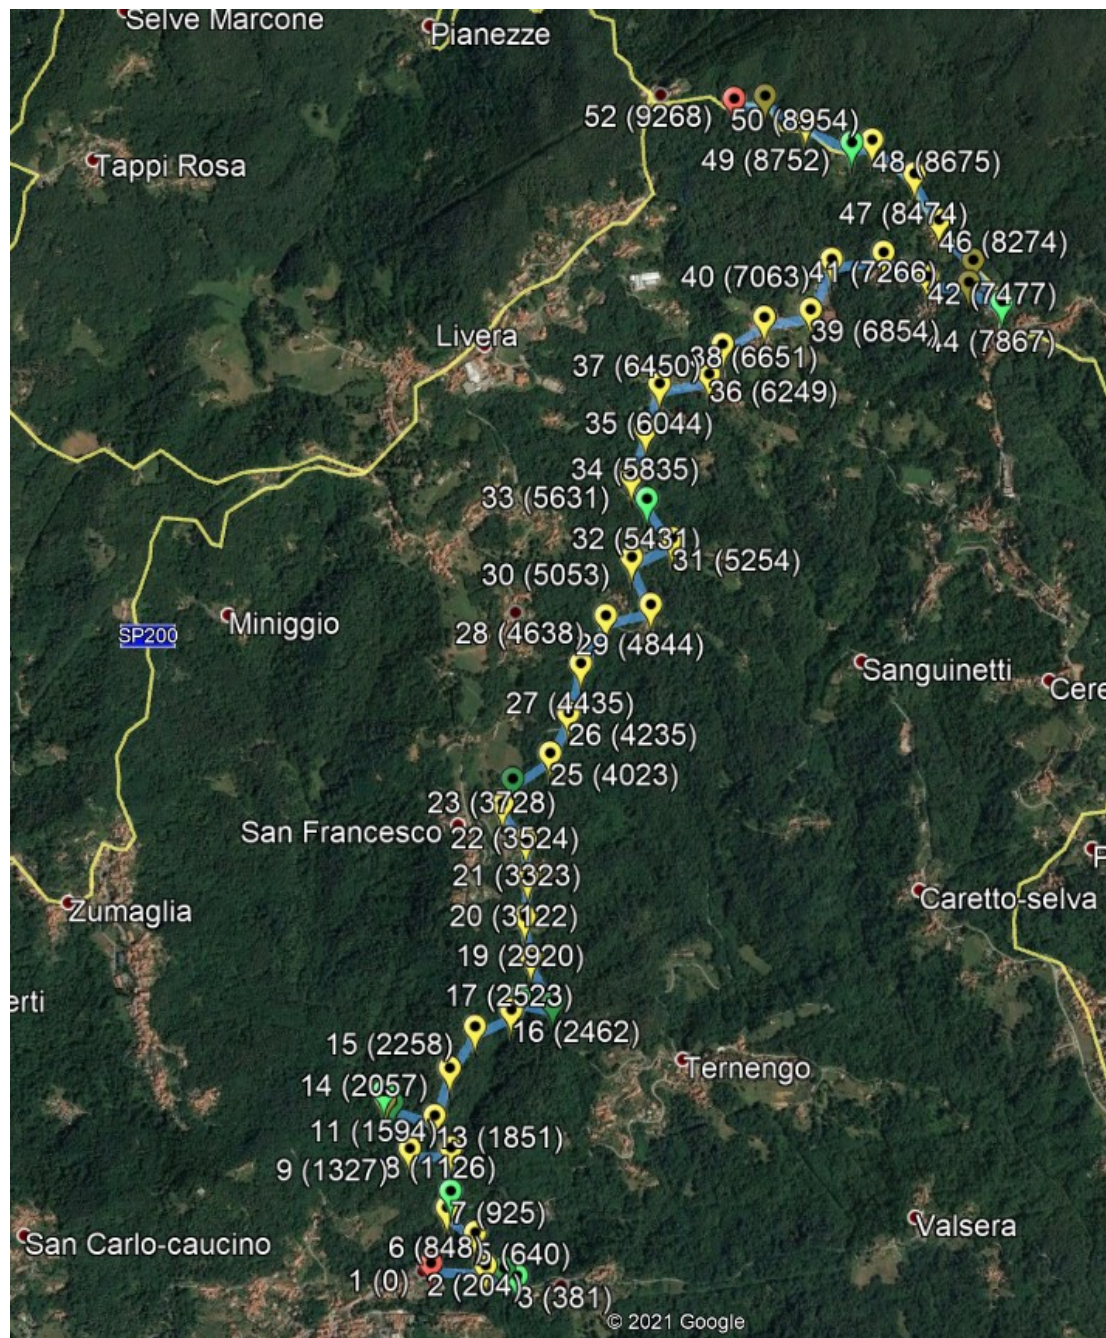 Selve Marcone
Pianezze
52 (9268)
50 (8954)
49 (8752)
48 (8675)
Tappi Rosa
47 (8474)
46 (8274)
40 (7063)
41 (7266)
42 (7477)
39 (6854)
44 (7867)
Livera
37 (6450)
38 (6651)
36 (6249)
35 (6044)
34 (5835)
33 (5631)
32 (5431)
31 (5254)
30 (5053)
Miniggio
SP200
28 (4638)
29 (4844)
Sanguinetti
Cere
27 (4435)
26 (4235)
25 (4023)
23 (3728)
San Francesco
22 (3524)
21 (3323)
Caretto-selva
20 (3122)
Zumaglia
19 (2920)
erti
17 (2523)
16 (2462)
15 (2258)
Ternengo
14 (2057)
11 (1594)
13 (1851)
9 (1327)
8 (1126)
7 (925)
Valsera
San Carlo-caucino
6 (848)
5 (640)
1 (0)
2 (204)
3 (381)
© 2021 Google